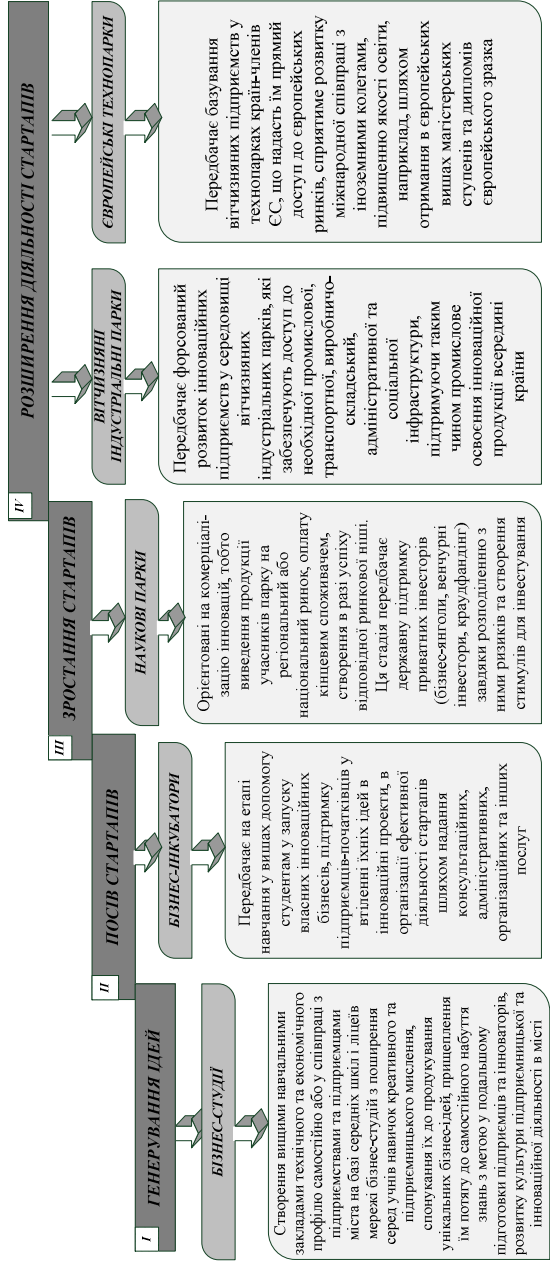 I
ГЕНЕРУВАННЯ ІДЕЙ
БІЗНЕС-СТУДІЇ
Створення вищими навчальними
закладами технічного та економічного
профілю самостійно або у співпраці з
підприємствами та підприємцями
міста на базі середніх шкіл і ліцеїв
мережі бізнес-студій з поширення
серед учнів навичок креативного та
підприємницького мислення,
спонукання їх до продукування
унікальних бізнес-ідей, прищеплення
їм потягу до самостійного набуття
знань з метою у подальшому
підготовки підприємців та інноваторів,
розвитку культури підприємницької та
інноваційної діяльності в місті
II
ПОСІВ СТАРТАПІВ
БІЗНЕС-ІНКУБАТОРИ
Передбачає на етапі
навчання у вишах допомогу
студентам у запуску
власних інноваційних
бізнесів, підтримку
підприємців-початківців у
втіленні їхніх ідей в
інноваційні проекти, в
організації ефективної
діяльності стартапів
шляхом надання
консультаційних,
адміністративних,
організаційних та інших
послуг
III
ЗРОСТАННЯ СТАРТАПІВ
НАУКОВІ ПАРКИ
Орієнтовані на комерціалі-
зацію інновацій, тобто
виведення продукції
учасників парку на
регіональний або
національний ринок, оплату
кінцевим споживачем,
створення в разі успіху
відповідної ринкової ніші.
Ця стадія передбачає
державну підтримку
приватних інвесторів
(бізнес-янголи, венчурні
інвестори, краудфандінг)
завдяки розподіленню з
ними ризиків та створення
стимулів для інвестування
IV
РОЗШИРЕННЯ ДІЯЛЬНОСТІ СТАРТАПІВ
ВІТЧИЗНЯНІ
ІНДУСТРІАЛЬНІ ПАРКИ
Передбачає форсований
розвиток інноваційних
підприємств у середовищі
вітчизняних
індустріальних парків, які
забезпечують доступ до
необхідної промислової,
транспортної, виробничо-
складський,
адміністративної та
соціальної
інфраструктури,
підтримуючи таким
чином промислове
освоєння інноваційної
продукції всередині
країни
ЄВРОПЕЙСЬКІ ТЕХНОПАРКИ
Передбачає базування
вітчизняних підприємств у
технопарках країн-членів
ЄС, що надасть їм прямий
доступ до європейських
ринків, сприятиме розвитку
міжнародної співпраці з
іноземними колегами,
підвищенню якості освіти,
наприклад, шляхом
отримання в європейських
вишах магістерських
ступенів та дипломів
європейського зразка